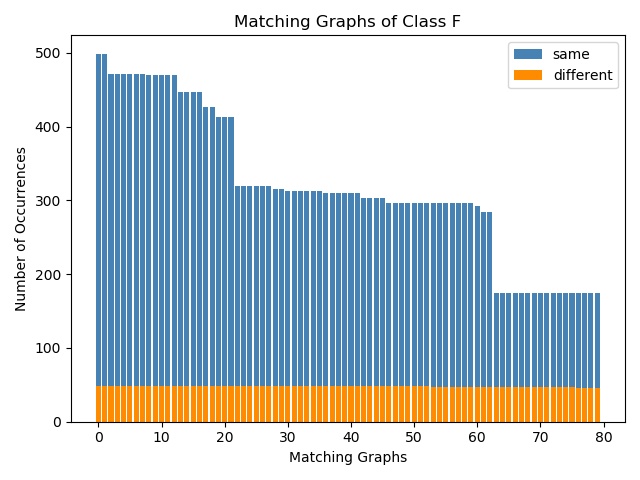 Matching Graphs of Class F
same
different
Number of Occurrences
500
400
300
200
100
0
0 10 20 30 40 50 60 70 80
Matching Graphs